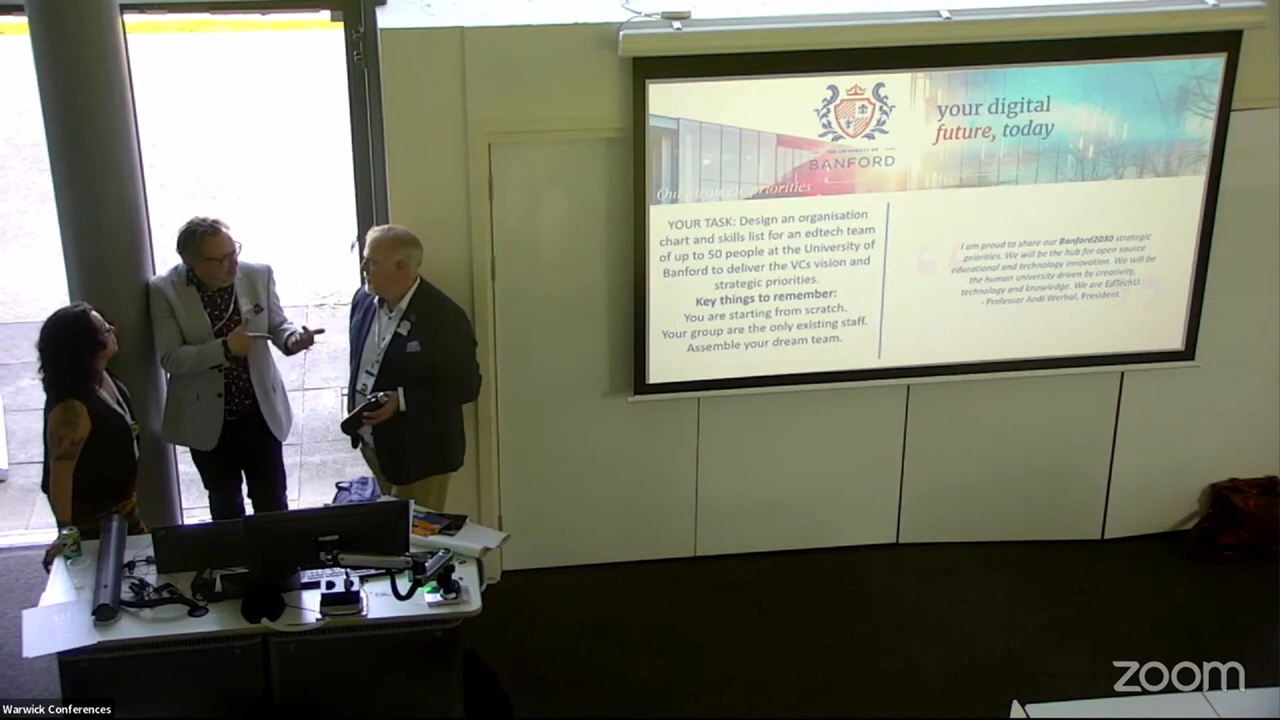 THE UNIVERSITY OF
BANFORD
your digital
future, today
Our strategic priorities
YOUR TASK: Design an organisation
chart and skills list for an edtech team
of up to 50 people at the University of
Banford to deliver the VCs vision and
strategic priorities.
Key things to remember:
You are starting from scratch.
Your group are the only existing staff.
Assemble your dream team.
I am proud to share our Banford2030 strategic
priorities. We will be the hub for open source
educational and technology innovation. We will be
the human university driven by creativity,
technology and knowledge. We are EdTechU.
- Professor Andi Werhol, President
zoom
Warwick Conferences